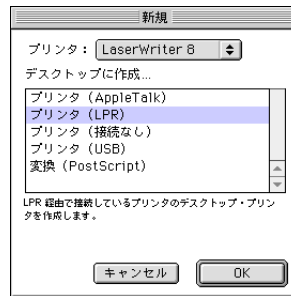 新規
プリンタ： LaserWriter 8
デスクトップに作成...
プリンタ（AppleTalk）
プリンタ（LPR）
プリンタ（接続なし）
プリンタ（USB）
変換（PostScript）
LPR 経由で接続しているプリンタのデスクトップ・プリン
タを作成します。
キャンセル OK